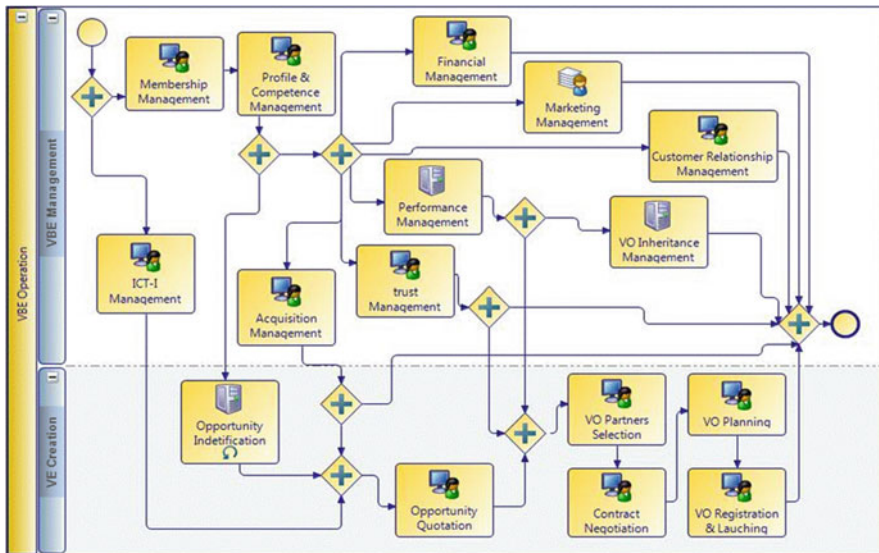 VBE Operation
VBE Management
VE Creation
Membership
Management
Profile &
Competence
Management
Financial
Management
Marketing
Management
Customer Relationship
Management
Performance
Management
VO Inheritance
Management
ICT-I
Management
Acquisition
Management
trust
Management
Opportunity
Indetification
Opportunity
Quotation
VO Partners
Selection
VO Planning
Contract
Negotiation
VO Registration
& Lauching